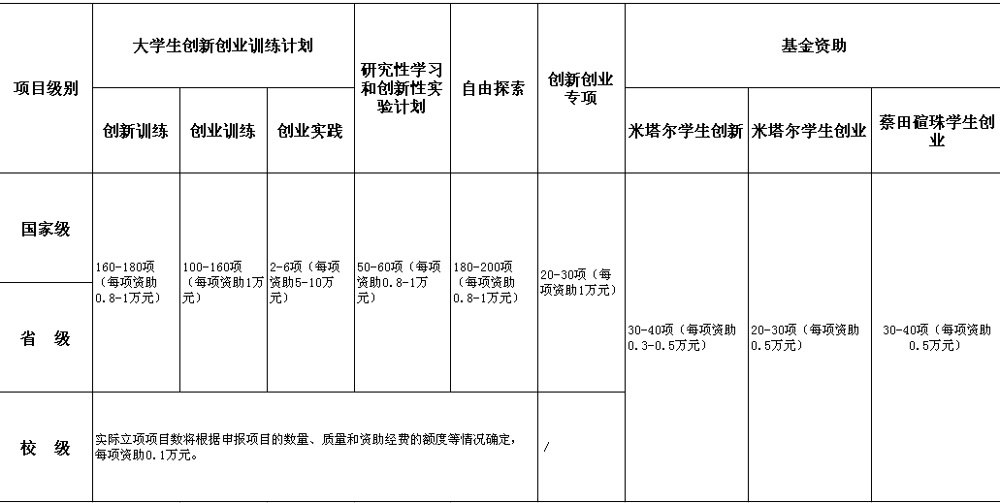 项目级别
大学生创新创业训练计划
研究性学习
和创新性实
验计划
自由探索
创新创业
专项
基金资助
创新训练
创业训练
创业实践
米塔尔学生创新
米塔尔学生创业
蔡田碹珠学生创
业
国家级
160-180项
（每项资助
0.8-1万元）
100-160项
（每项资助1万
元）
2-6项（每项
资助5-10万
元）
50-60项（每项
资助0.8-1万
元）
180-200项
（每项资助
0.8-1万元）
20-30项（每
项资助1万元）
省 级
30-40项（每项资助
0.3-0.5万元）
20-30项（每项资助
0.5万元）
30-40项（每项资助
0.5万元）
校 级
实际立项项目数将根据申报项目的数量、质量和资助经费的额度等情况确定，
每项资助0.1万元。
/